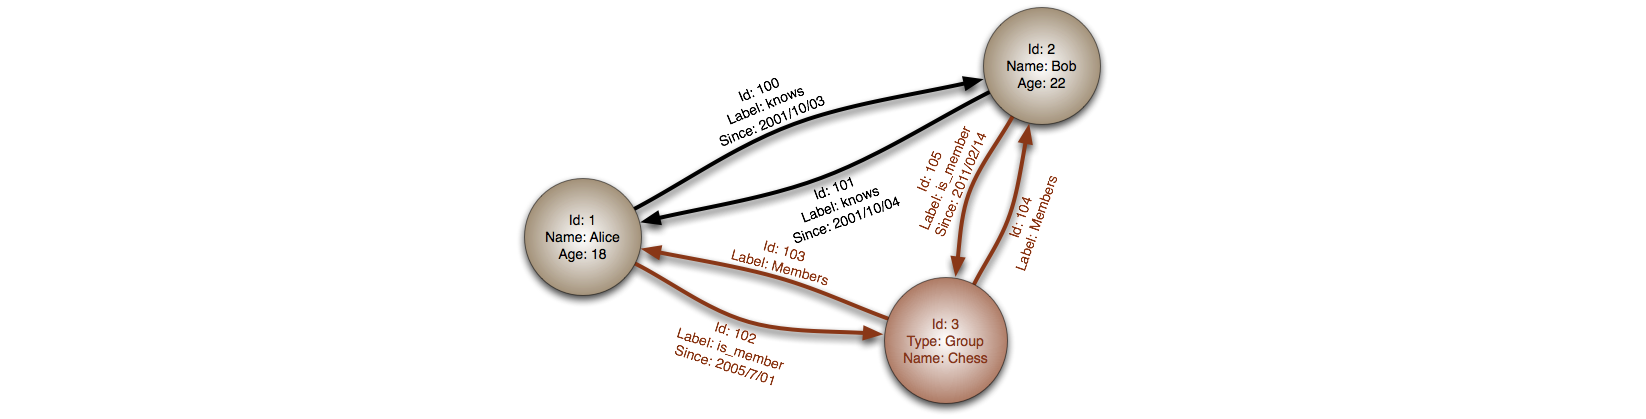 Id: 2
Name: Bob
Age: 22
Id: 100
Label: knows
Since: 2001/10/03
Id: 101
Label: knows
Since: 2001/10/04
Id: 105
Label: is_member
Since: 2011/02/14
Id: 104
Label: Members
Id: 1
Name: Alice
Age: 18
Id: 103
Label: Members
Id: 102
Label: is_member
Since: 2005/7/01
Id: 3
Type: Group
Name: Chess